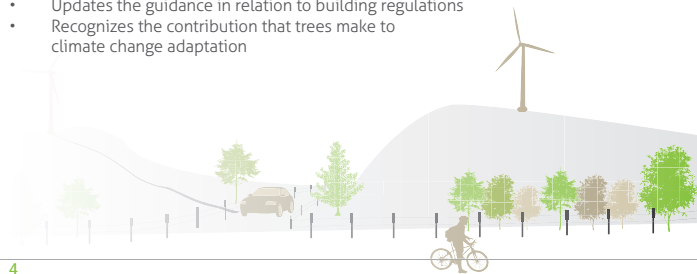 • Updates the guidance in relation to building regulations
• Recognizes the contribution that trees make to
climate change adaptation
4